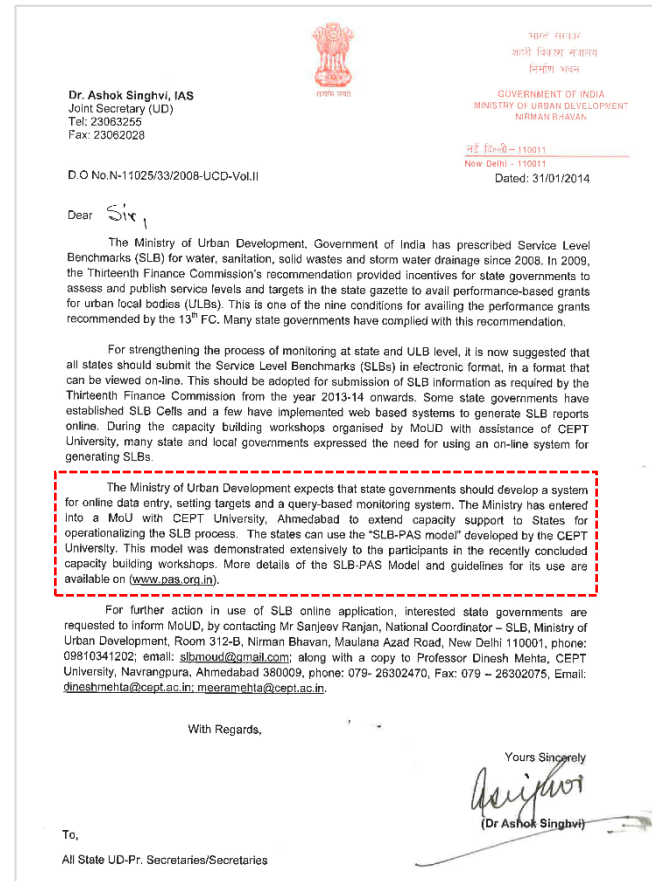 भारत सरकार
शहरी विकास मंत्रालय
निर्माण भवन
सत्यमेव जयते
Dr. Ashok Singhvi, IAS
Joint Secretary (UD)
Tel: 23063255
Fax: 23062028
GOVERNMENT OF INDIA
MINISTRY OF URBAN DEVELOPMENT
NIRMAN BHAVAN
नई दिल्ली – 110011
New Delhi - 110011
D.O No.N-11025/33/2008-UCD-Vol.II
Dated: 31/01/2014
Dear Sir,
The Ministry of Urban Development, Government of India has prescribed Service Level
Benchmarks (SLB) for water, sanitation, solid wastes and storm water drainage since 2008. In 2009,
the Thirteenth Finance Commission's recommendation provided incentives for state governments to
assess and publish service levels and targets in the state gazette to avail performance-based grants
for urban local bodies (ULBs). This is one of the nine conditions for availing the performance grants
recommended by the 13th FC. Many state governments have complied with this recommendation.
For strengthening the process of monitoring at state and ULB level, it is now suggested that
all states should submit the Service Level Benchmarks (SLBs) in electronic format, in a format that
can be viewed on-line. This should be adopted for submission of SLB information as required by the
Thirteenth Finance Commission from the year 2013-14 onwards. Some state governments have
established SLB Cells and a few have implemented web based systems to generate SLB reports
online. During the capacity building workshops organised by MoUD with assistance of CEPT
University, many state and local governments expressed the need for using an on-line system for
generating SLBs.
The Ministry of Urban Development expects that state governments should develop a system
for online data entry, setting targets and a query-based monitoring system. The Ministry has entered
into a MoU with CEPT University, Ahmedabad to extend capacity support to States for
operationalizing the SLB process. The states can use the "SLB-PAS model" developed by the CEPT
University. This model was demonstrated extensively to the participants in the recently concluded
capacity building workshops. More details of the SLB-PAS Model and guidelines for its use are
available on (www.pas.org.in).
For further action in use of SLB online application, interested state governments are
requested to inform MoUD, by contacting Mr Sanjeev Ranjan, National Coordinator – SLB, Ministry of
Urban Development, Room 312-B, Nirman Bhavan, Maulana Azad Road, New Delhi 110001, phone:
09810341202; email: slbmoud@gmail.com; along with a copy to Professor Dinesh Mehta, CEPT
University, Navrangpura, Ahmedabad 380009, phone: 079- 26302470, Fax: 079 – 26302075, Email:
dineshmehta@cept.ac.in; meeramehta@cept.ac.in.
With Regards,
Yours Sincerely
(Dr Ashok Singhvi)
To,
All State UD-Pr. Secretaries/Secretaries